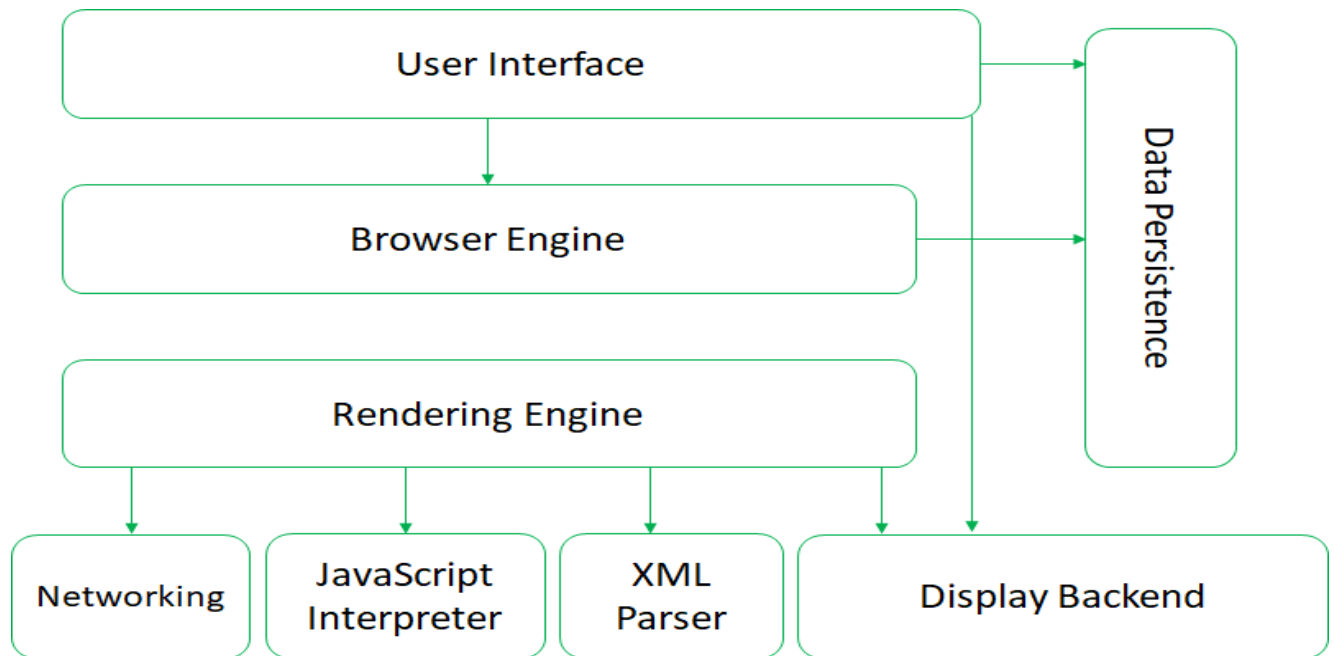 User Interface
Data Persistence
Browser Engine
Rendering Engine
Networking
JavaScript
Interpreter
XML
Parser
Display Backend